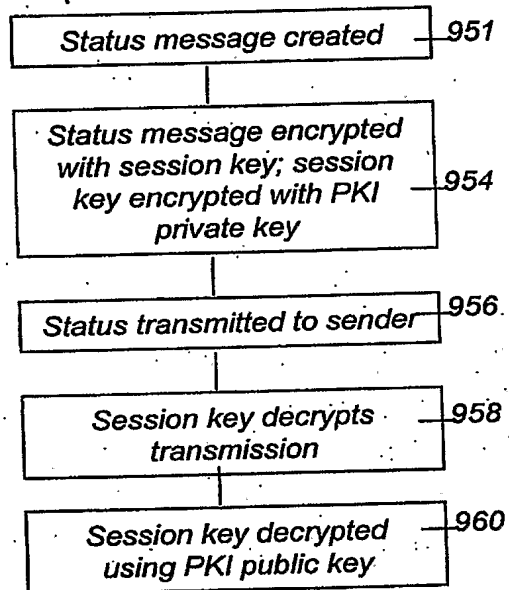 Status message created 951
Status message encrypted
with session key; session
key encrypted with PKI
private key 954
Status transmitted to sender 956
Session key decrypts
transmission 958
Session key decrypted
using PKI public key 960